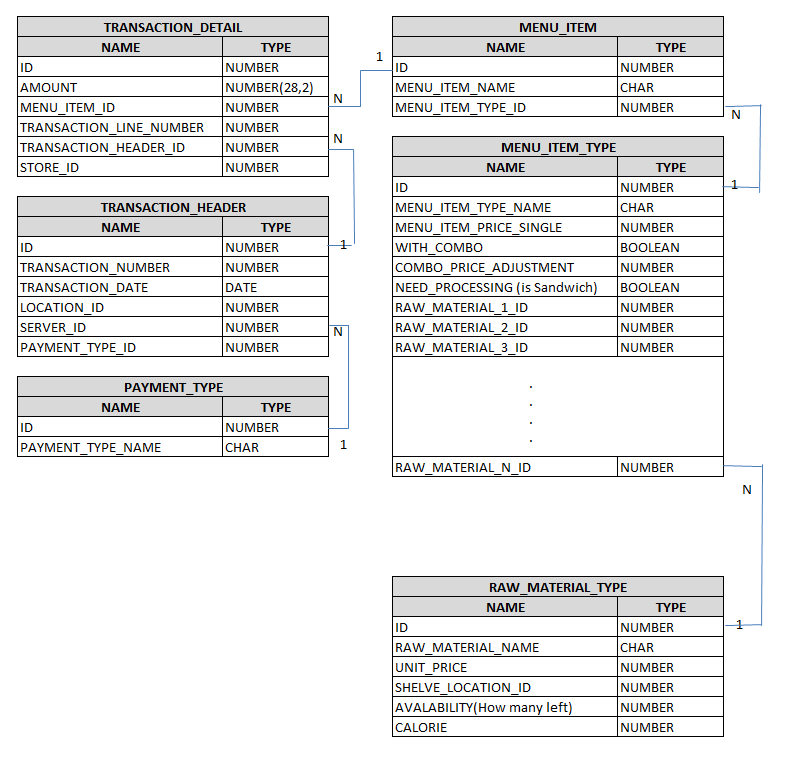 TRANSACTION_DETAIL
NAME TYPE
ID NUMBER
AMOUNT NUMBER(28,2)
MENU_ITEM_ID NUMBER
TRANSACTION_LINE_NUMBER NUMBER
TRANSACTION_HEADER_ID NUMBER
STORE_ID NUMBER
N
N
1
TRANSACTION_HEADER
NAME TYPE
ID NUMBER
TRANSACTION_NUMBER NUMBER
TRANSACTION_DATE DATE
LOCATION_ID NUMBER
SERVER_ID NUMBER
PAYMENT_TYPE_ID NUMBER
1
N
PAYMENT_TYPE
NAME TYPE
ID NUMBER
PAYMENT_TYPE_NAME CHAR
1
MENU_ITEM
NAME TYPE
ID NUMBER
MENU_ITEM_NAME CHAR
MENU_ITEM_TYPE_ID NUMBER
N
MENU_ITEM_TYPE
NAME TYPE
ID NUMBER
1
MENU_ITEM_TYPE_NAME CHAR
MENU_ITEM_PRICE_SINGLE NUMBER
WITH_COMBO BOOLEAN
COMBO_PRICE_ADJUSTMENT NUMBER
NEED_PROCESSING (is Sandwich) BOOLEAN
RAW_MATERIAL_1_ID NUMBER
RAW_MATERIAL_2_ID NUMBER
RAW_MATERIAL_3_ID NUMBER
.
.
.
.
RAW_MATERIAL_N_ID NUMBER
N
RAW_MATERIAL_TYPE
NAME TYPE
ID NUMBER
1
RAW_MATERIAL_NAME CHAR
UNIT_PRICE NUMBER
SHELVE_LOCATION_ID NUMBER
AVALABILITY(How many left) NUMBER
CALORIE NUMBER